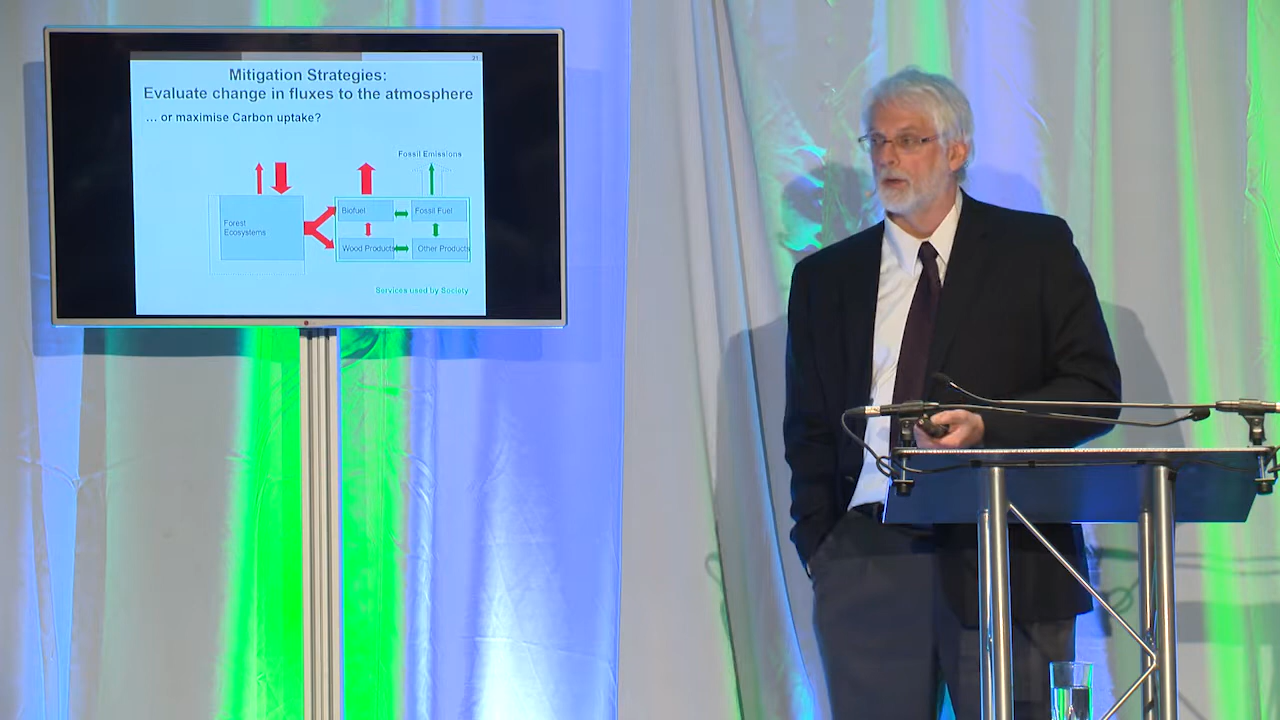 21
Mitigation Strategies:
Evaluate change in fluxes to the atmosphere
… or maximise Carbon uptake?
Fossil Emissions
Forest
Ecosystems
Biofuel
Fossil Fuel
Wood Products
Other Products
Services used by Society